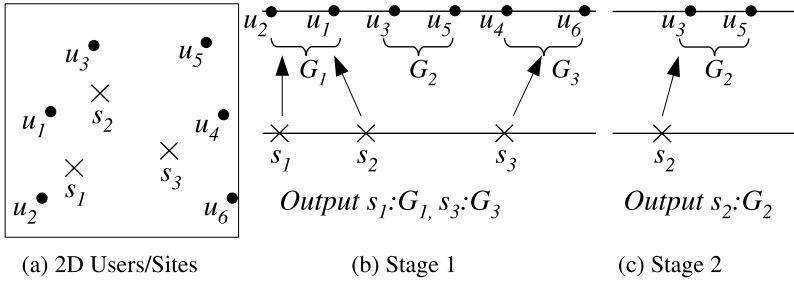 u3 u5
s2
u1 u4
s3
s1
u2 u6
(a) 2D Users/Sites
u2 u1 u3 u5 u4 u6
G1 G2 G3
s1 s2 s3
Output s1:G1, s3:G3
(b) Stage 1
u3 u5
G2
s2
Output s2:G2
(c) Stage 2